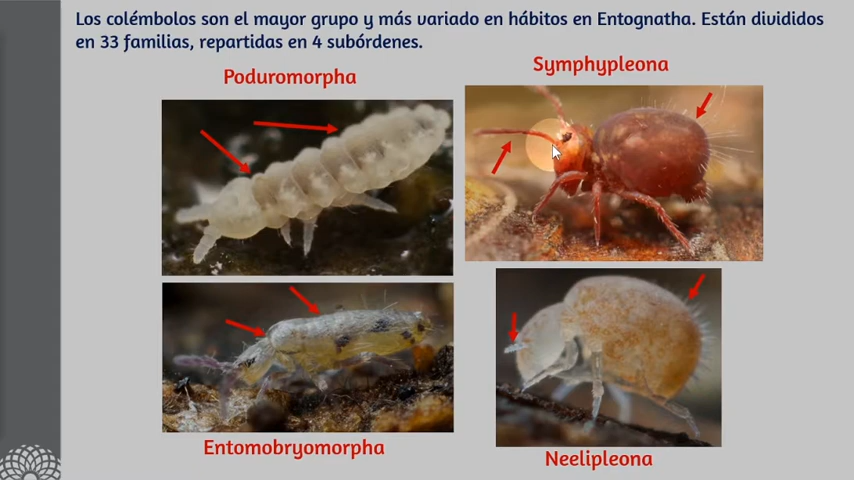 Los colémbolos son el mayor grupo y más variado en hábitos en Entognatha. Están divididos
en 33 familias, repartidas en 4 subórdenes.
Poduromorpha
Symphypleona
Entomobryomorpha
Neelipleona